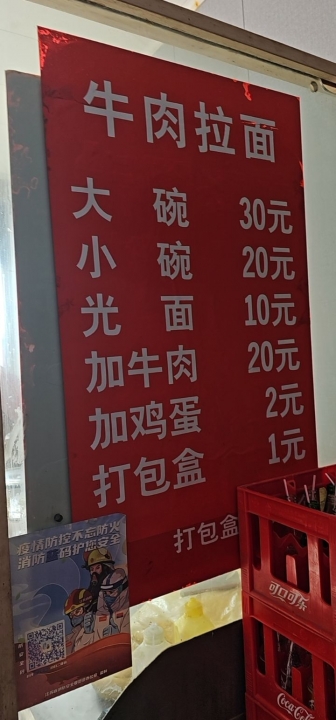 牛肉拉面
大碗 30元
小碗 20元
光面 10元
加牛肉 20元
加鸡蛋 2元
打包盒 1元
打包盒
疫情防控不忘防火
消防 码护您安全
可口可乐
Coca-Cola